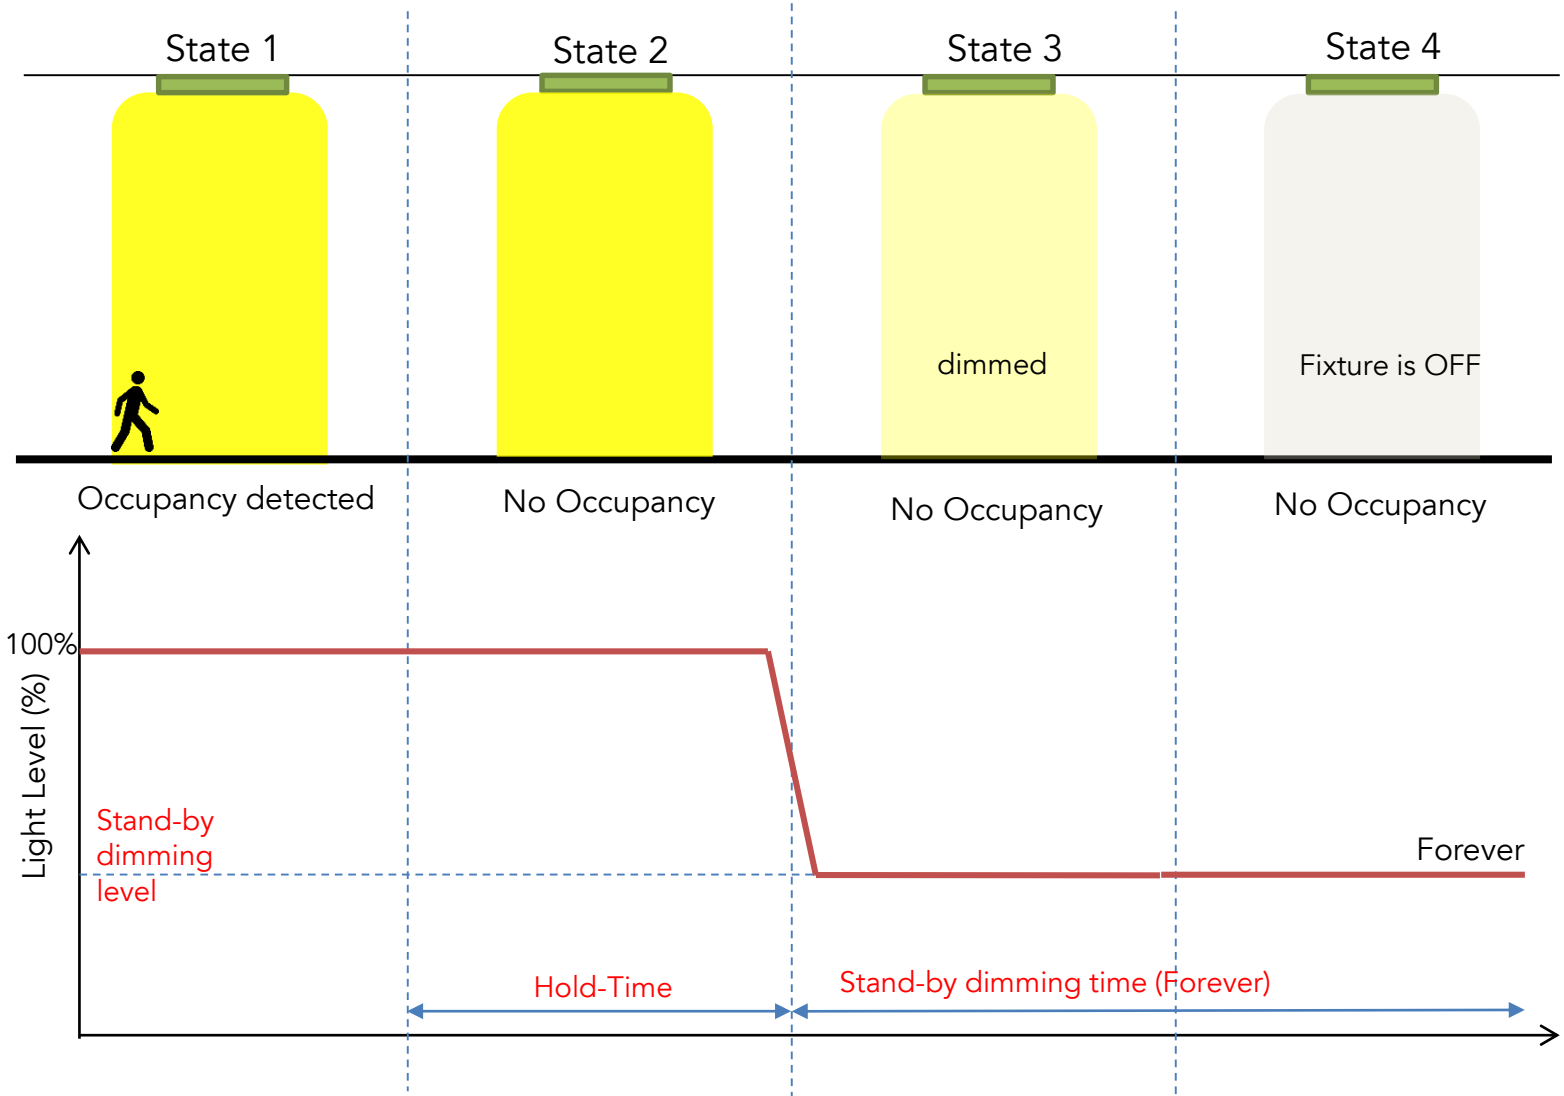 State 1
State 2
State 3
State 4
dimmed
Fixture is OFF
Occupancy detected
No Occupancy
No Occupancy
No Occupancy
100%
Light Level (%)
Stand-by
dimming
level
Forever
Hold-Time
Stand-by dimming time (Forever)